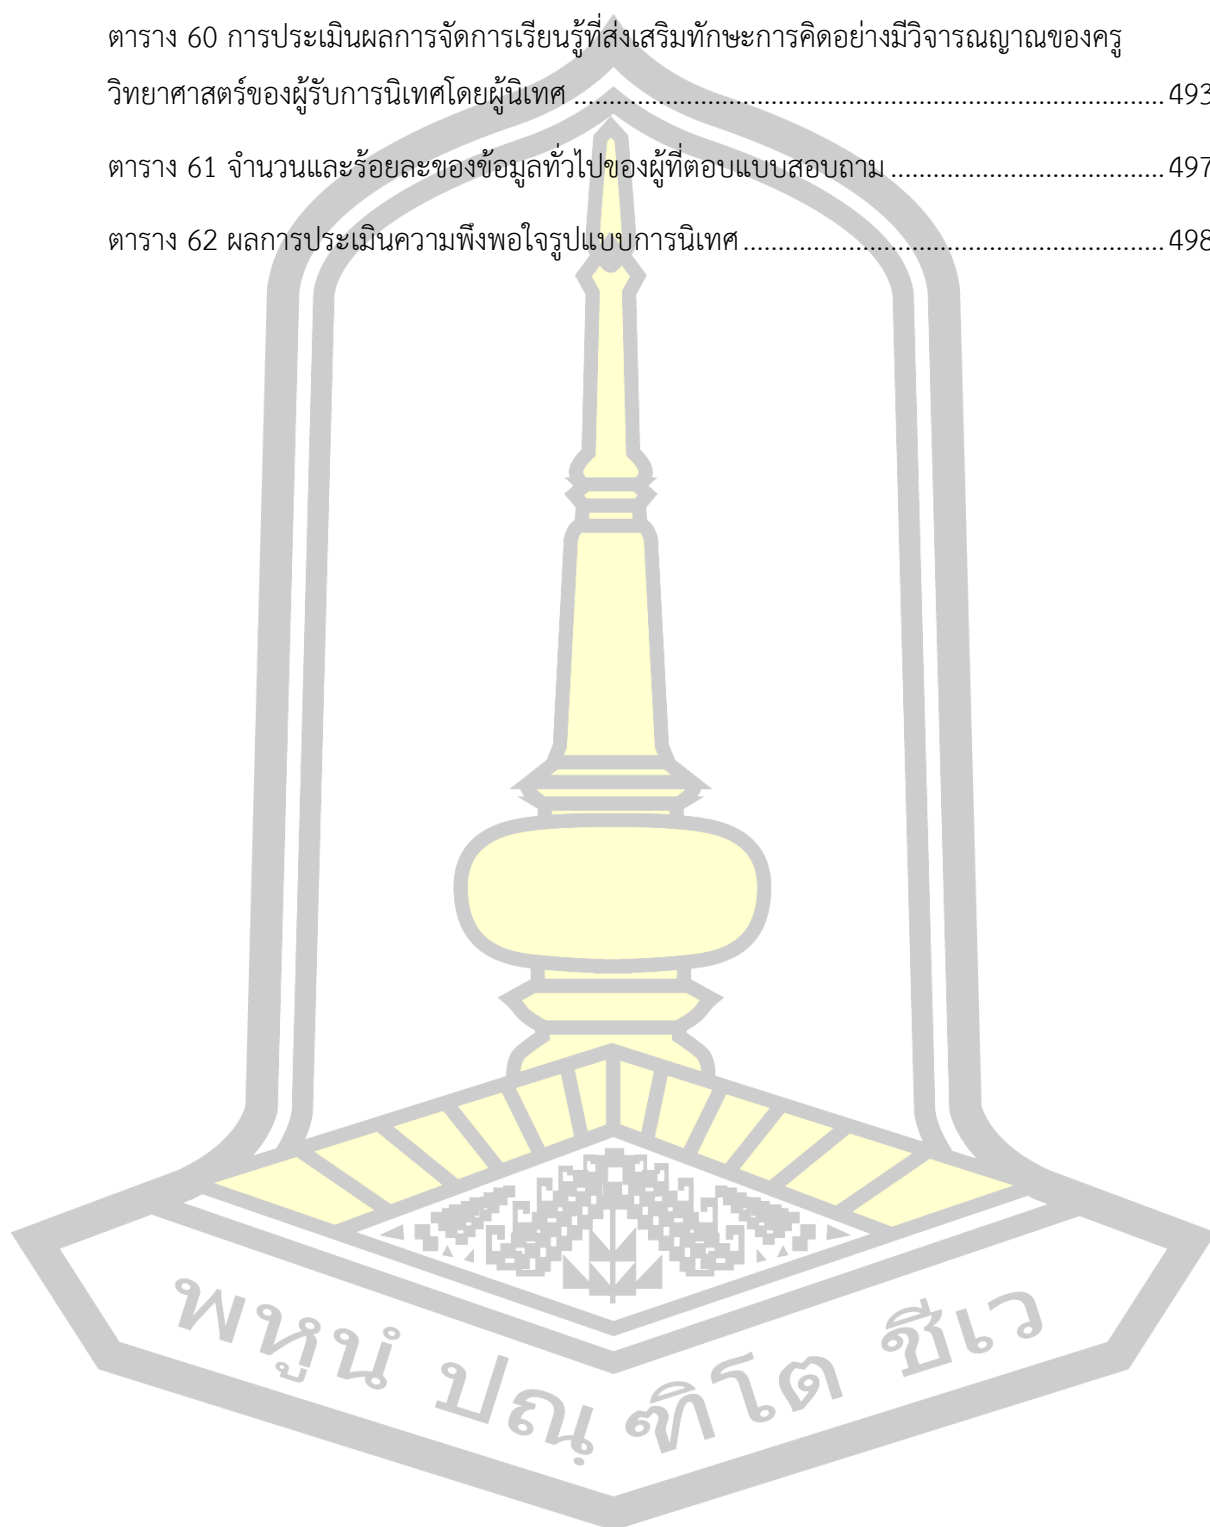 ตาราง 60 การประเมินผลการจัดการเรียนรู้ที่ส่งเสริมทักษะการคิดอย่างมีวิจารณญาณของครู
วิทยาศาสตร์ของผู้รับการนิเทศโดยผู้นิเทศ ................................................................................ 493
ตาราง 61 จำนวนและร้อยละของข้อมูลทั่วไปของผู้ที่ตอบแบบสอบถาม ..................................... 497
ตาราง 62 ผลการประเมินความพึงพอใจรูปแบบการนิเทศ ......................................................... 498
พหูนํ ปณฺฑิโต ชีเว